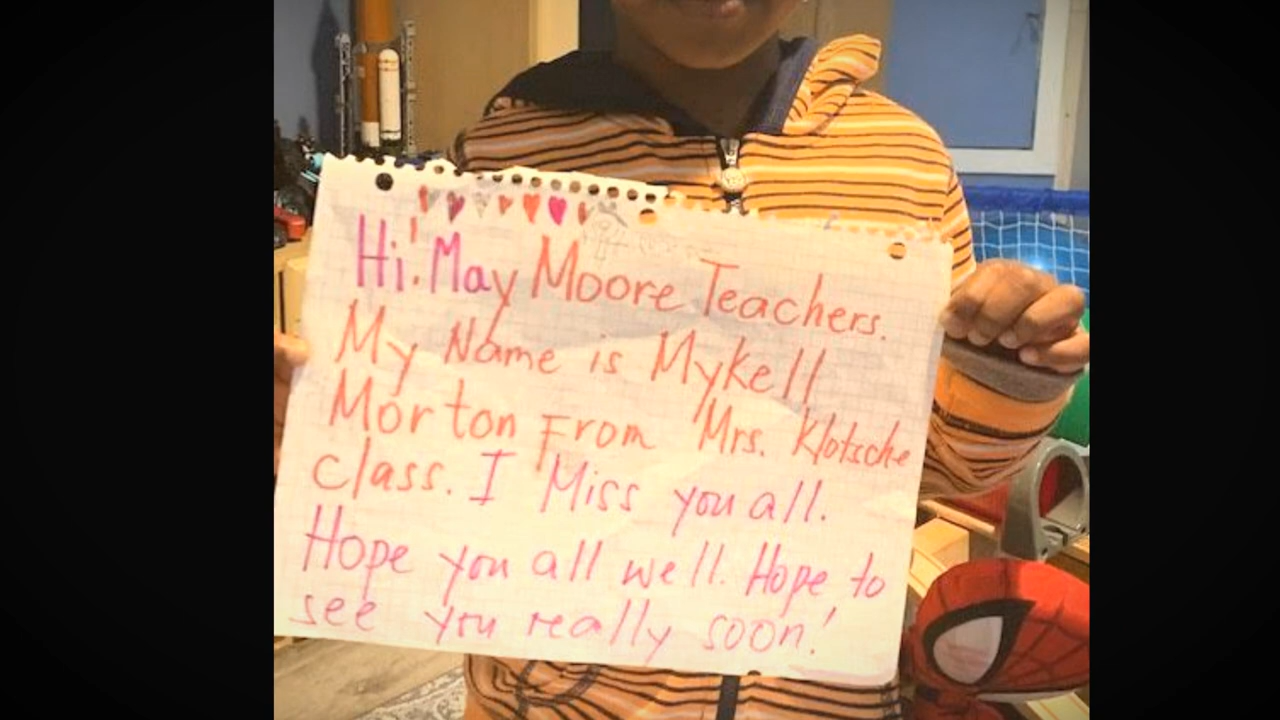 Hi! May Moore Teachers.
My Name is Mykell
Morton From Mrs. Klotsche
class. I Miss you all.
Hope you all well. Hope to
see you really soon!